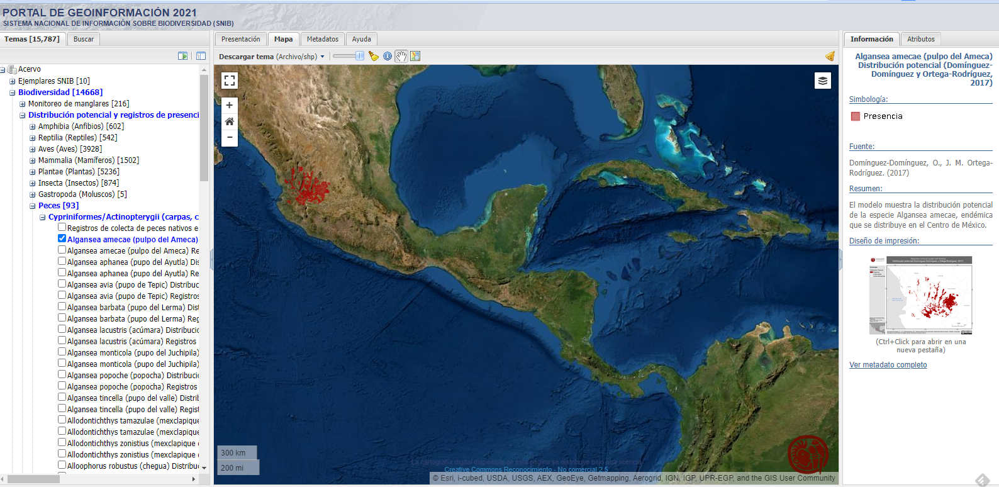 PORTAL DE GEOINFORMACIÓN 2021
SISTEMA NACIONAL DE INFORMACIÓN SOBRE BIODIVERSIDAD (SNIB)
Temas [15,787]
Buscar
Acervo
Ejemplares SNIB [10]
Biodiversidad [14668]
Monitoreo de manglares [216]
Distribución potencial y registros de presenci
Amphibia (Anfibios) [602]
Reptilia (Reptiles) [542]
Aves (Aves) [3928]
Mammalia (Mamíferos) [1502]
Plantae (Plantas) [5236]
Insecta (Insectos) [874]
Gastropoda (Moluscos) [5]
Peces [93]
Cypriniformes/Actinopterygii (carpas, c
Registros de colecta de peces nativos e
Algansea amecae (pulpo del Ameca)
Algansea amecae (pulpo del Ameca) Re
Algansea aphanea (pupo del Ayutla) Dis
Algansea aphanea (pupo del Ayutla) Re
Algansea avia (pupo de Tepic) Distribuc
Algansea avia (pupo de Tepic) Registros
Algansea barbata (pupo del Lerma) Dist
Algansea barbata (pupo del Lerma) Reg
Algansea lacustris (acúmara) Distribució
Algansea lacustris (acúmara) Registros
Algansea monticola (pupo del Juchipila)
Algansea monticola (pupo del Juchipila)
Algansea popoche (popocha) Distribució
Algansea popoche (popocha) Registros
Algansea tincella (pupo del valle) Distrib
Algansea tincella (pupo del valle) Regist
Allodontichthys tamazulae (mexclapique
Allodontichthys tamazulae (mexclapique
Allodontichthys zonistius (mexclapique d
Allodontichthys zonistius (mexclapique d
Alloophorus robustus (chegua) Distribu
Presentación
Mapa
Metadatos
Ayuda
Descargar tema (Archivo/shp)
300 km
200 mi
La cartografía digital disponible en esta página se distribuye bajo una licencia
Creative Commons Reconocimiento - No comercial 2.5
© Esri, i-cubed, USDA, USGS, AEX, GeoEye, Getmapping, Aerogrid, IGN, IGP, UPR-EGP, and the GIS User Community
Información
Atributos
Algansea amecae (pulpo del Ameca)
Distribución potencial (Domínguez-
Domínguez y Ortega-Rodríguez,
2017)
Simbología:
Presencia
Fuente:
Domínguez-Domínguez, O., J. M. Ortega-
Rodríguez. (2017)
Resumen:
El modelo muestra la distribución potencial
de la especie Algansea amecae, endémica
que se distribuye en el Centro de México.
Diseño de impresión:
(Ctrl+Click para abrir en una
nueva pestaña)
Ver metadato completo